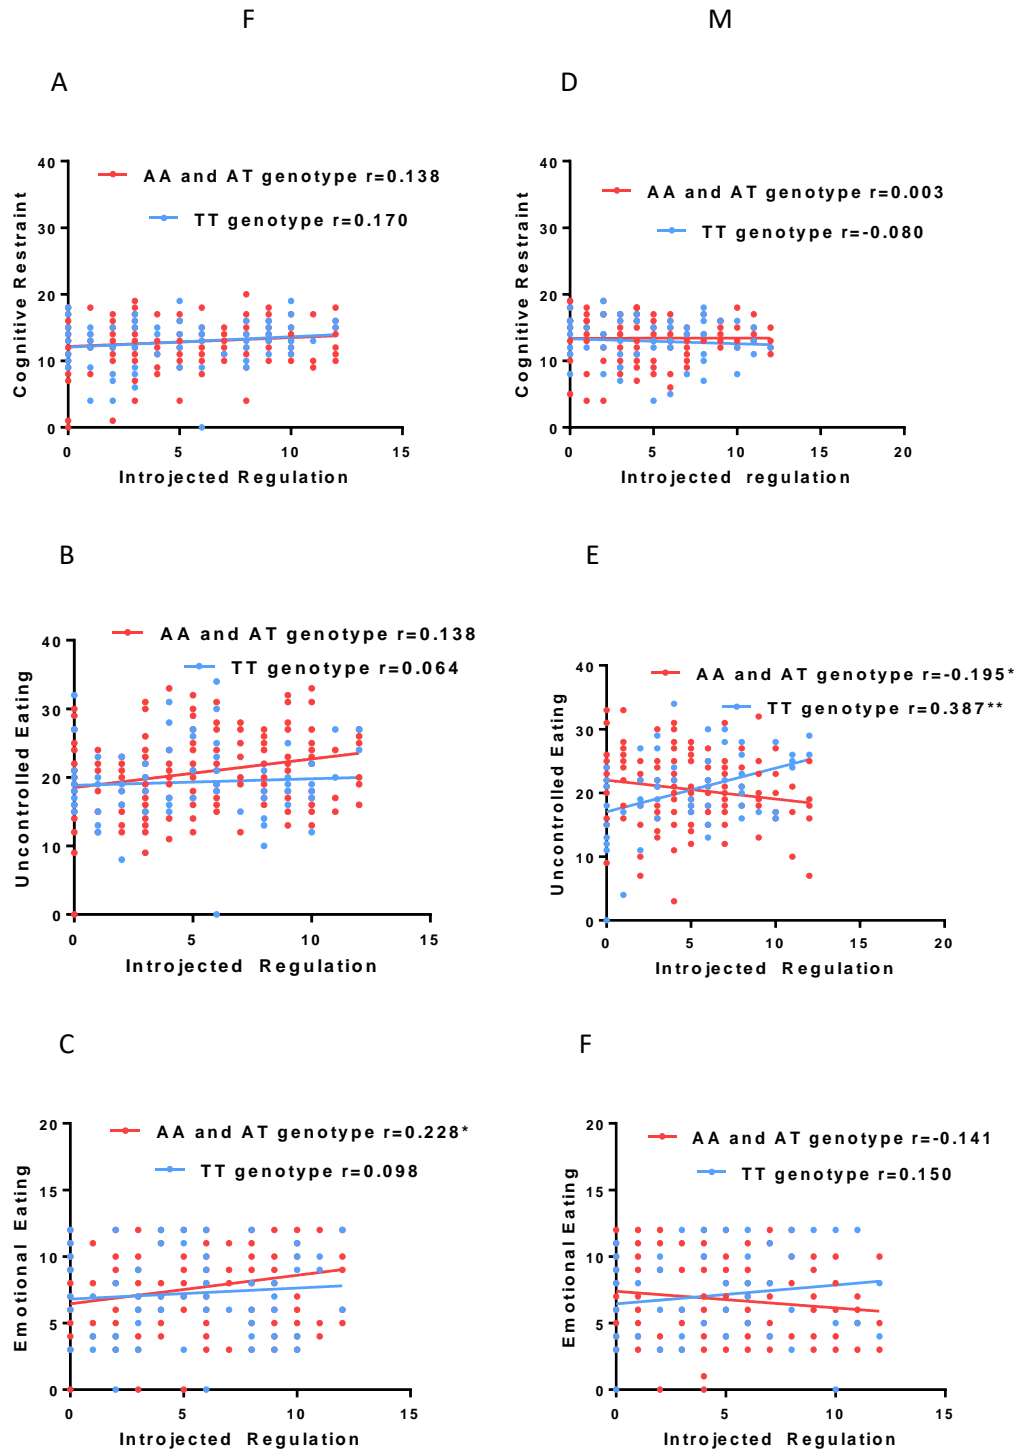 F
M
A
D
40
30
20
10
0
Cognitive Restraint
AA and AT genotype r=0.138
TT genotype r=0.170
0 5 10 15
Introjected Regulation
40
30
20
10
0
Cognitive Restraint
AA and AT genotype r=0.003
TT genotype r=-0.080
0 5 10 15 20
Introjected regulation
B
E
40
30
20
10
0
Uncontrolled Eating
AA and AT genotype r=0.138
TT genotype r=0.064
0 5 10 15
Introjected Regulation
40
30
20
10
0
Uncontrolled Eating
AA and AT genotype r=-0.195*
TT genotype r=0.387**
0 5 10 15 20
Introjected Regulation
C
F
20
15
10
5
0
Emotional Eating
AA and AT genotype r=0.228*
TT genotype r=0.098
0 5 10 15
Introjected Regulation
20
15
10
5
0
Emotional Eating
AA and AT genotype r=-0.141
TT genotype r=0.150
0 5 10 15
Introjected Regulation